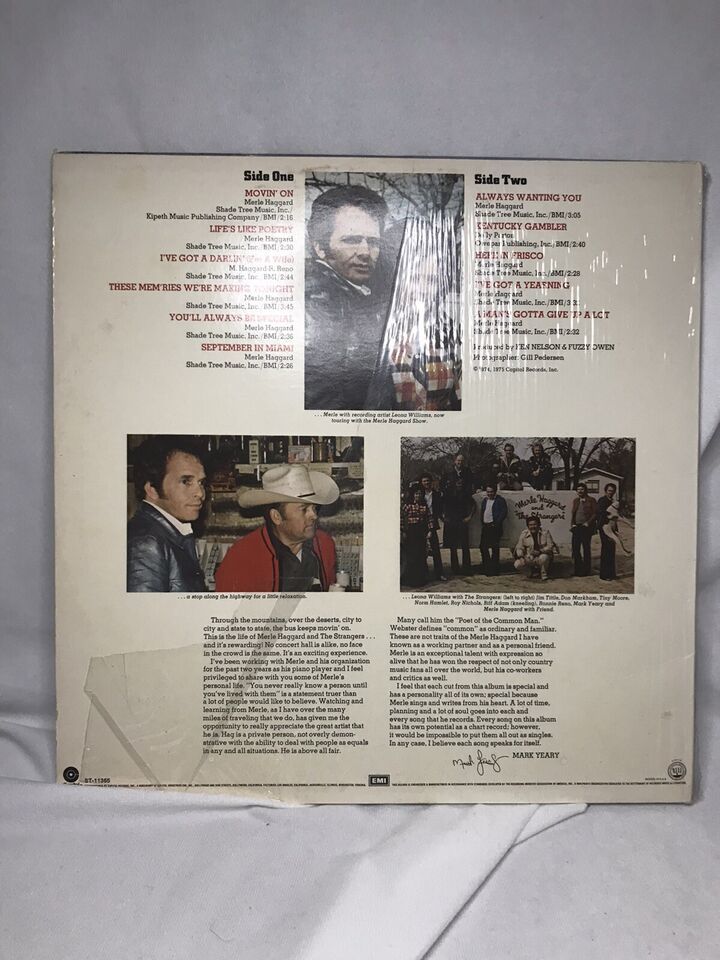 Side One
MOVIN' ON
Merle Haggard
Shade Tree Music, Inc./
Kipeth Music Publishing Company/BMI/2:16
LIFE'S LIKE POETRY
Merle Haggard
Shade Tree Music, Inc./BMI/2:30
I'VE GOT A DARLIN' (For A Wife)
M. Haggard-R. Reno
Shade Tree Music, Inc./BMI/2:44
THESE MEM'RIES WE'RE MAKING TONIGHT
Merle Haggard
Shade Tree Music, Inc./BMI/3:45
YOU'LL ALWAYS BE SPECIAL
Merle Haggard
Shade Tree Music, Inc./BMI/2:36
SEPTEMBER IN MIAMI
Merle Haggard
Shade Tree Music, Inc./BMI/2:26
Side Two
ALWAYS WANTING YOU
Merle Haggard
Shade Tree Music, Inc./BMI/3:05
KENTUCKY GAMBLER
Dolly Parton
Owepar Publishing, Inc./BMI/2:40
HERE IN FRISCO
Merle Haggard
Shade Tree Music, Inc./BMI/2:28
I'VE GOT A YEARNING
Merle Haggard
Shade Tree Music, Inc./BMI/
A MAN'S GOTTA GIVE UP A LOT
Merle Haggard
Shade Tree Music, Inc./BMI/2:32
Produced by KEN NELSON & FUZZY OWEN
Photographer: Gill Pedersen
© 1974, 1975 Capitol Records, Inc.
. . . Merle with recording artist Leona Williams, now
touring with the Merle Haggard Show.
Merle Haggard
and
The Strangers
. . . a stop along the highway for a little relaxation.
. . . Leona Williams with The Strangers: (left to right) Jim Tittle, Don Markham, Tiny Moore,
Norm Hamlet, Roy Nichols, Biff Adam (kneeling), Ronnie Reno, Mark Yeary and
Merle Haggard with Friend.
Through the mountains, over the deserts, city to
city and state to state, the bus keeps movin' on.
This is the life of Merle Haggard and The Strangers . . .
and it's rewarding! No concert hall is alike, no face
in the crowd is the same. It's an exciting experience.
I've been working with Merle and his organization
for the past two years as his piano player and I feel
privileged to share with you some of Merle's
personal life. "You never really know a person until
you've lived with them" is a statement truer than
a lot of people would like to believe. Watching and
learning from Merle, as I have over the many
miles of traveling that we do, has given me the
opportunity to really appreciate the great artist that
he is. Hag is a private person, not overly demon-
strative with the ability to deal with people as equals
in any and all situations. He is above all fair.
Many call him the "Poet of the Common Man."
Webster defines "common" as ordinary and familiar.
These are not traits of the Merle Haggard I have
known as a working partner and as a personal friend.
Merle is an exceptional talent with expression so
alive that he has won the respect of not only country
music fans all over the world, but his co-workers
and critics as well.
I feel that each cut from this album is special and
has a personality all of its own; special because
Merle sings and writes from his heart. A lot of time,
planning and a lot of soul goes into each and
every song that he records. Every song on this album
has its own potential as a chart record; however,
it would be impossible to put them all out as singles.
In any case, I believe each song speaks for itself.
Mark Yeary MARK YEARY
ST-11365
EMI